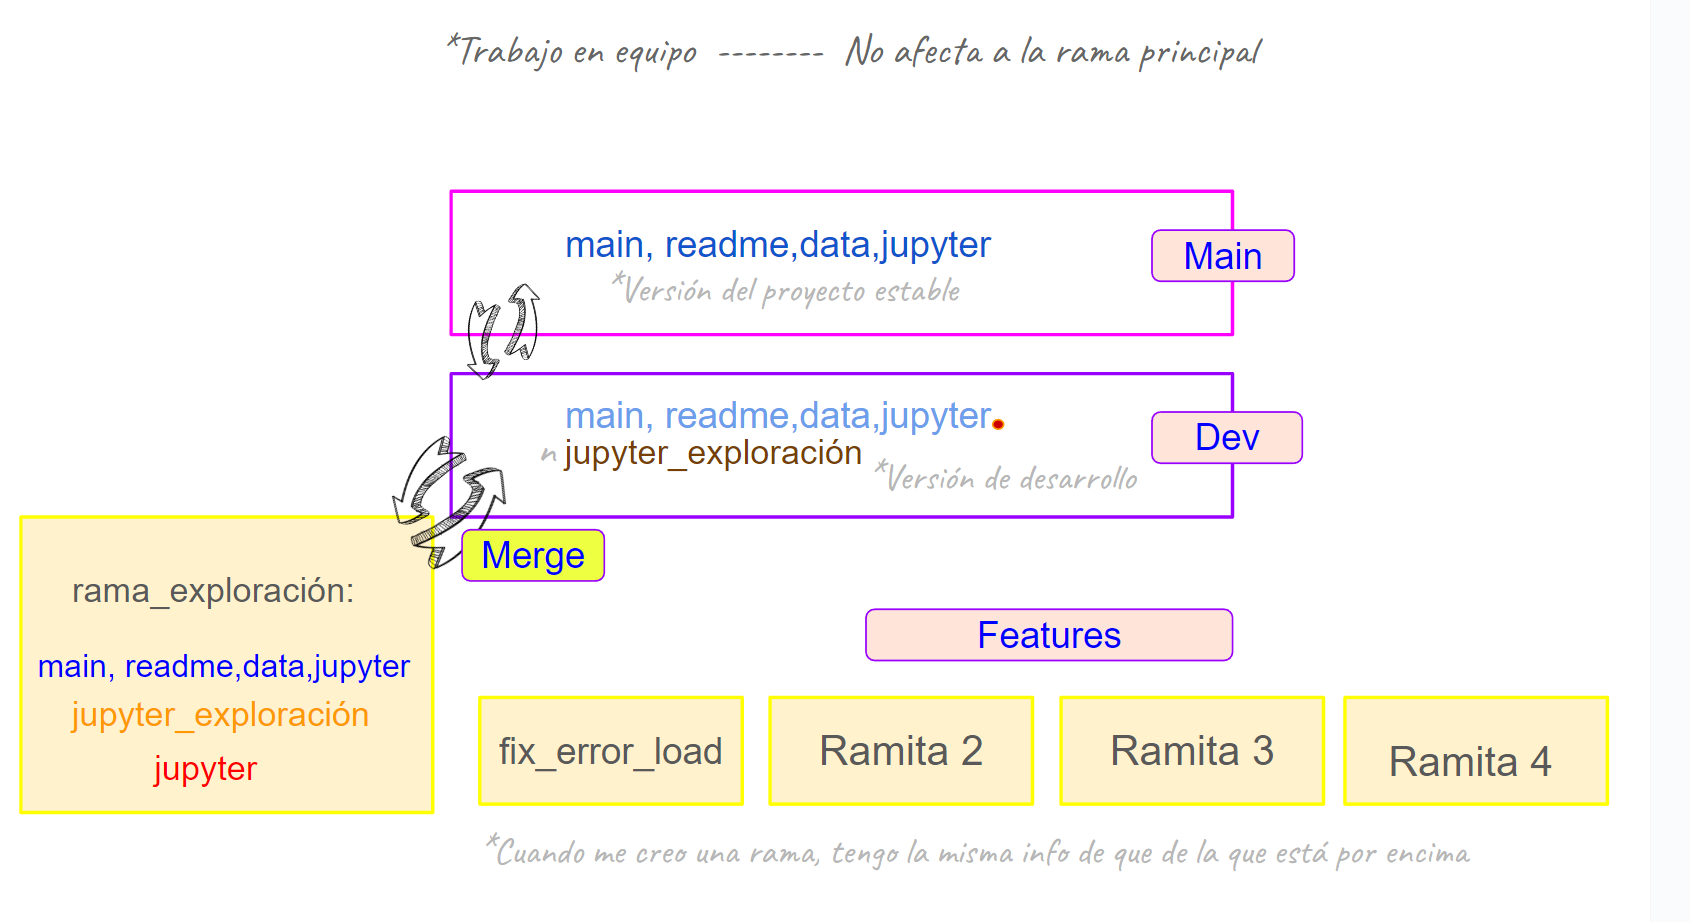 *Trabajo en equipo -------- No afecta a la rama principal
main, readme,data,jupyter
Main
*Versión del proyecto estable
main, readme,data,jupyter
Dev
n jupyter_exploración
*Versión de desarrollo
Merge
rama_exploración:
main, readme,data,jupyter
jupyter_exploración
jupyter
Features
fix_error_load
Ramita 2
Ramita 3
Ramita 4
*Cuando me creo una rama, tengo la misma info de que de la que está por encima